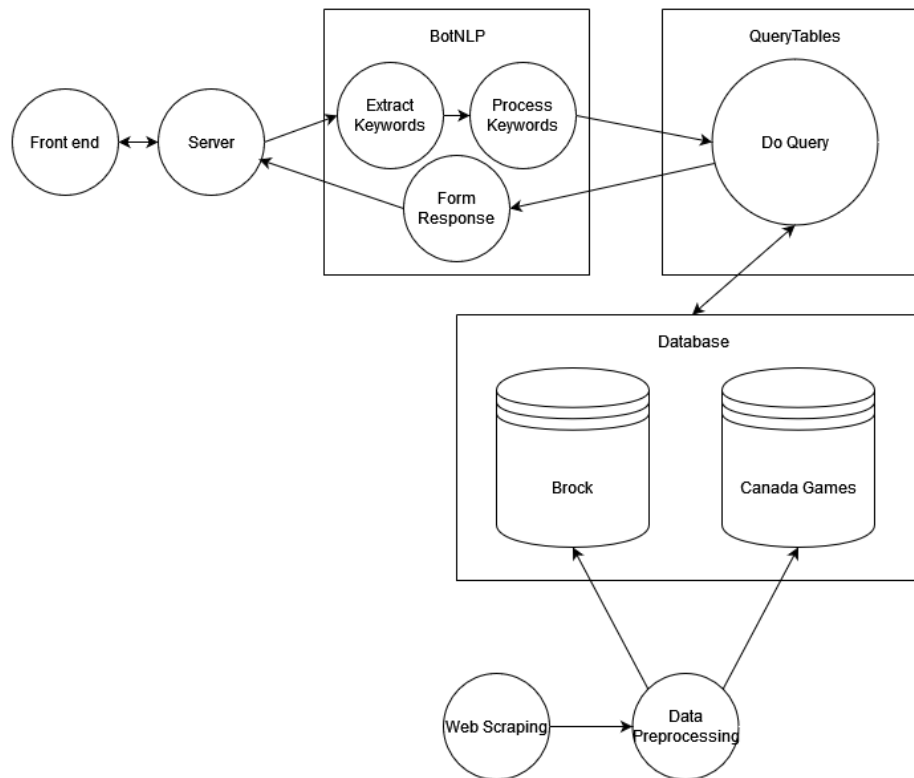 BotNLP
QueryTables
Front end
Server
Extract
Keywords
Process
Keywords
Do Query
Form
Response
Database
Brock
Canada Games
Web Scraping
Data
Preprocessing